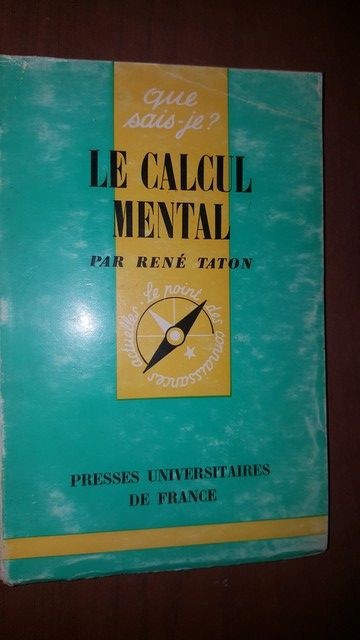 que
sais-je?
LE CALCUL
MENTAL
PAR RENÉ TATON
Le point des connaissances actuelles
PRESSES UNIVERSITAIRES
DE FRANCE